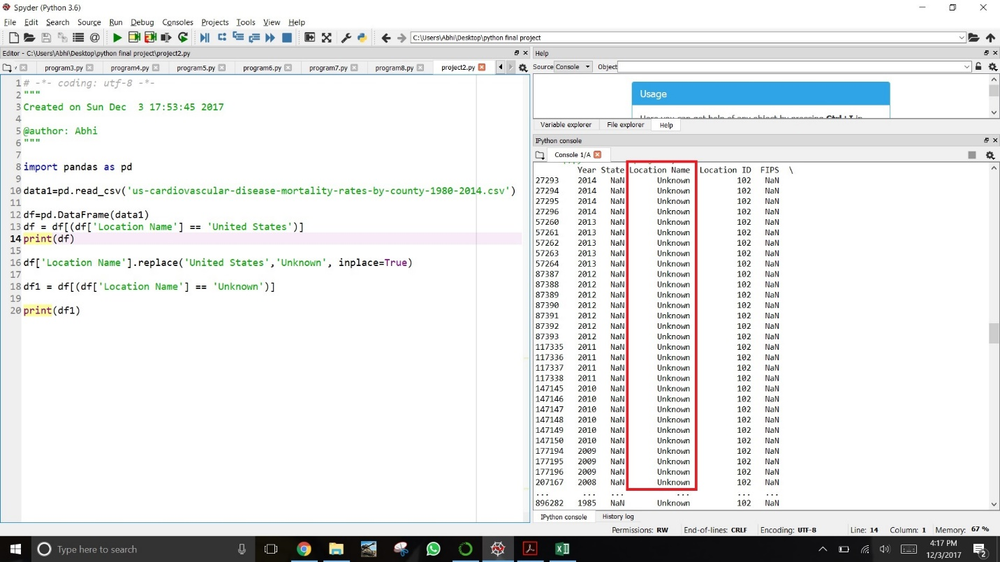 Spyder (Python 3.6)
File Edit Search Source Run Debug Consoles Projects Tools View Help
C:\Users\Abhi\Desktop\python final project
Editor - C:\Users\Abhi\Desktop\python final project\project2.py
program3.py program4.py program5.py program6.py program7.py program8.py project2.py
1 # -*- coding: utf-8 -*-
2 """
3 Created on Sun Dec  3 17:53:45 2017
4
5 @author: Abhi
6 """
7
8 import pandas as pd
9
10 data1=pd.read_csv('us-cardiovascular-disease-mortality-rates-by-county-1980-2014.csv')
11
12 df=pd.DataFrame(data1)
13 df = df[(df['Location Name'] == 'United States')]
14 print(df)
15
16 df['Location Name'].replace('United States','Unknown', inplace=True)
17
18 df1 = df[(df['Location Name'] == 'Unknown')]
19
20 print(df1)
Help
Source Console Object
Usage
Here you can get help of any object by pressing Ctrl+I in
Variable explorer File explorer Help
IPython console
Console 1/A
Year State Location Name Location ID FIPS \
27293 2014 NaN Unknown 102 NaN
27294 2014 NaN Unknown 102 NaN
27295 2014 NaN Unknown 102 NaN
27296 2014 NaN Unknown 102 NaN
57260 2013 NaN Unknown 102 NaN
57261 2013 NaN Unknown 102 NaN
57262 2013 NaN Unknown 102 NaN
57263 2013 NaN Unknown 102 NaN
57264 2013 NaN Unknown 102 NaN
87387 2012 NaN Unknown 102 NaN
87388 2012 NaN Unknown 102 NaN
87389 2012 NaN Unknown 102 NaN
87390 2012 NaN Unknown 102 NaN
87391 2012 NaN Unknown 102 NaN
87392 2012 NaN Unknown 102 NaN
87393 2012 NaN Unknown 102 NaN
117335 2011 NaN Unknown 102 NaN
117336 2011 NaN Unknown 102 NaN
117337 2011 NaN Unknown 102 NaN
117338 2011 NaN Unknown 102 NaN
147145 2010 NaN Unknown 102 NaN
147146 2010 NaN Unknown 102 NaN
147147 2010 NaN Unknown 102 NaN
147148 2010 NaN Unknown 102 NaN
147149 2010 NaN Unknown 102 NaN
147150 2010 NaN Unknown 102 NaN
177194 2009 NaN Unknown 102 NaN
177195 2009 NaN Unknown 102 NaN
177196 2009 NaN Unknown 102 NaN
207167 2008 NaN Unknown 102 NaN
... ... ... ... ... ...
896282 1985 NaN Unknown 102 NaN
IPython console History log
Permissions: RW End-of-lines: CRLF Encoding: UTF-8 Line: 14 Column: 1 Memory: 67 %
Type here to search
4:17 PM
12/3/2017
2